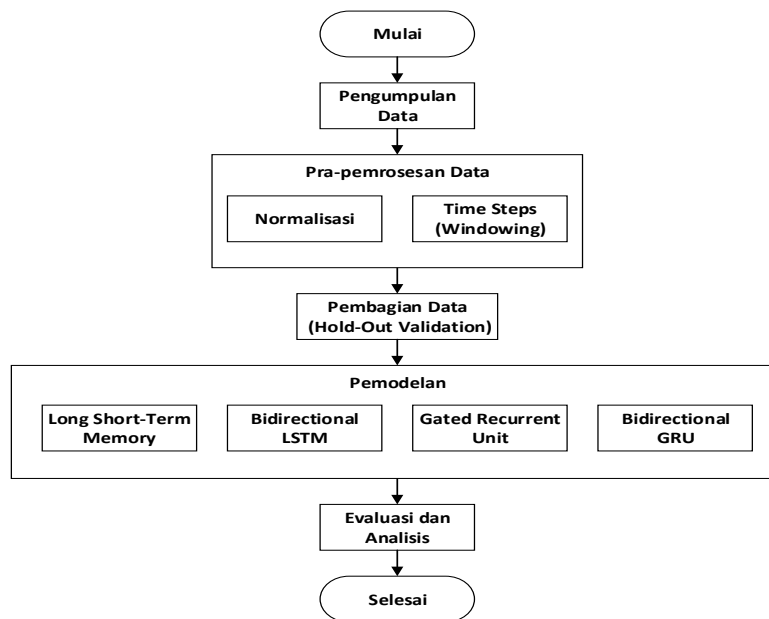 Mulai
Pengumpulan
Data
Pra-pemrosesan Data
Normalisasi
Time Steps
(Windowing)
Pembagian Data
(Hold-Out Validation)
Pemodelan
Long Short-Term
Memory
Bidirectional
LSTM
Gated Recurrent
Unit
Bidirectional
GRU
Evaluasi dan
Analisis
Selesai